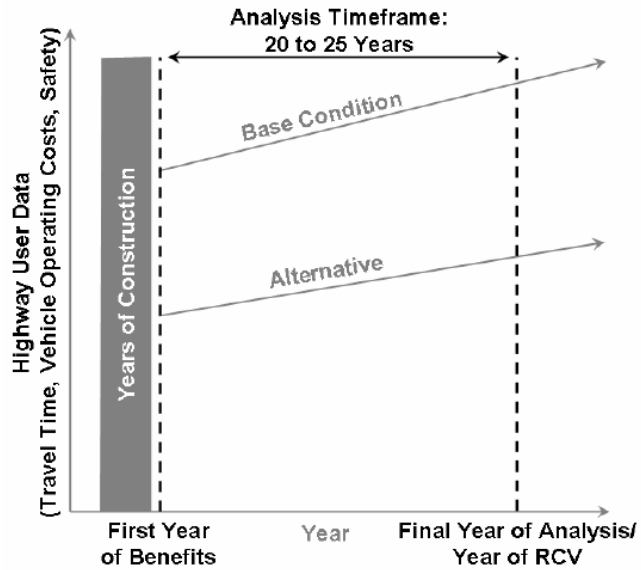 Analysis Timeframe:
20 to 25 Years
Highway User Data
(Travel Time, Vehicle Operating Costs, Safety)
Years of Construction
Base Condition
Alternative
First Year
of Benefits
Year
Final Year of Analysis/
Year of RCV